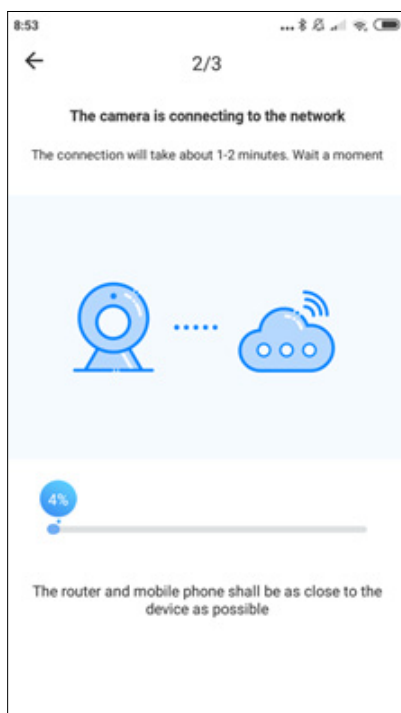 8:53
2/3
The camera is connecting to the network
The connection will take about 1-2 minutes. Wait a moment
4%
The router and mobile phone shall be as close to the
device as possible